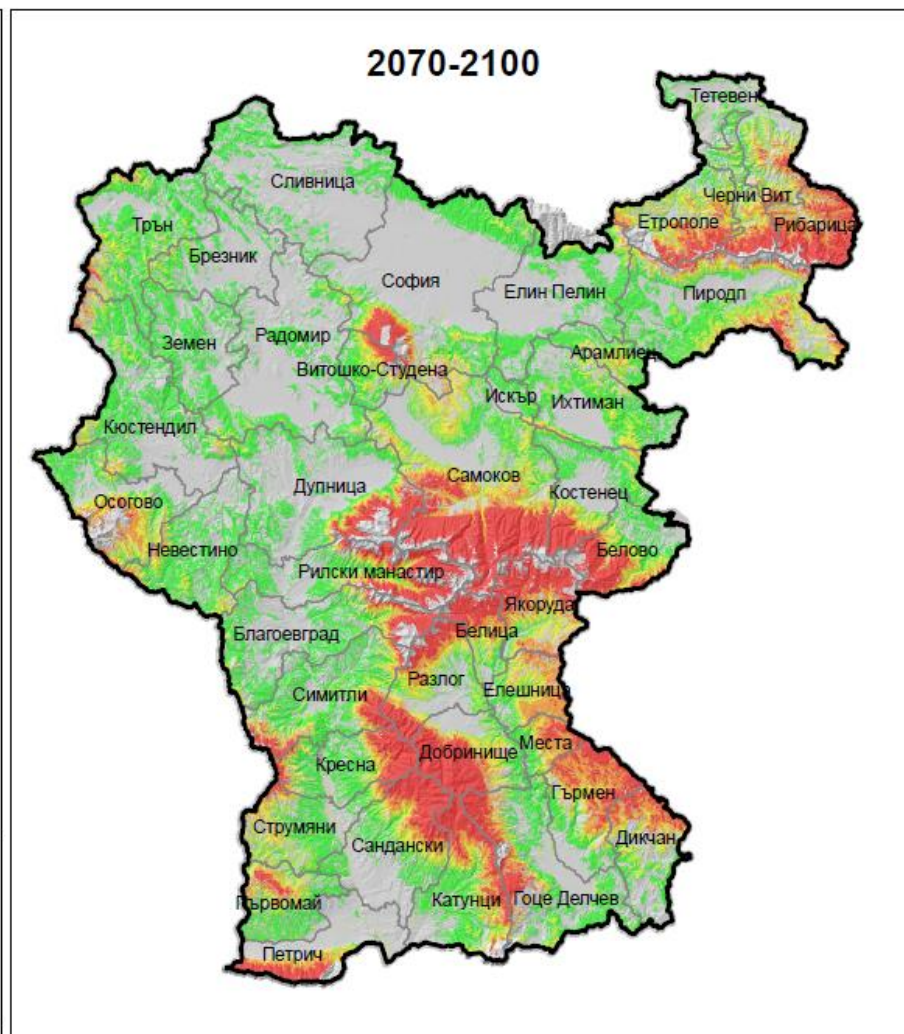 2070-2100
Тетевен
Сливница
Черни Вит
Трън
Етрополе
Рибарица
Брезник
София
Елин Пелин
Пиродп
Земен
Радомир
Арамлиец
Витошко-Студена
Искър
Ихтиман
Кюстендил
Самоков
Дупница
Костенец
Осогово
Невестино
Белово
Рилски манастир
Якоруда
Благоевград
Белица
Разлог
Елешница
Симитли
Места
Добринище
Кресна
Гърмен
Струмяни
Дикчан
Сандански
Първомай
Катунци
Гоце Делчев
Петрич